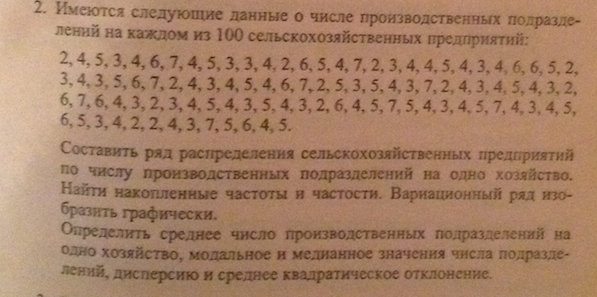 2. Имеются следующие данные о числе производственных подразде-
лений на каждом из 100 сельскохозяйственных предприятий:
2, 4, 5, 3, 4, 6, 7, 4, 5, 3, 3, 4, 2, 6, 5, 4, 7, 2, 3, 4, 4, 5, 4, 3, 4, 6, 6, 5, 2,
3, 4, 3, 5, 6, 7, 2, 4, 3, 4, 5, 4, 6, 7, 2, 5, 3, 5, 4, 3, 7, 2, 4, 3, 4, 5, 4, 3, 2,
6, 7, 6, 4, 3, 2, 3, 4, 5, 4, 3, 5, 4, 3, 2, 6, 4, 5, 7, 5, 4, 3, 4, 5, 7, 4, 3, 4, 5,
6, 5, 3, 4, 2, 2, 4, 3, 7, 5, 6, 4, 5.
Составить ряд распределения сельскохозяйственных предприятий
по числу производственных подразделений на одно хозяйство.
Найти накопленные частоты и частости. Вариационный ряд изо-
бразить графически.
Определить среднее число производственных подразделений на
одно хозяйство, модальное и медианное значения числа подразде-
лений, дисперсию и среднее квадратическое отклонение.